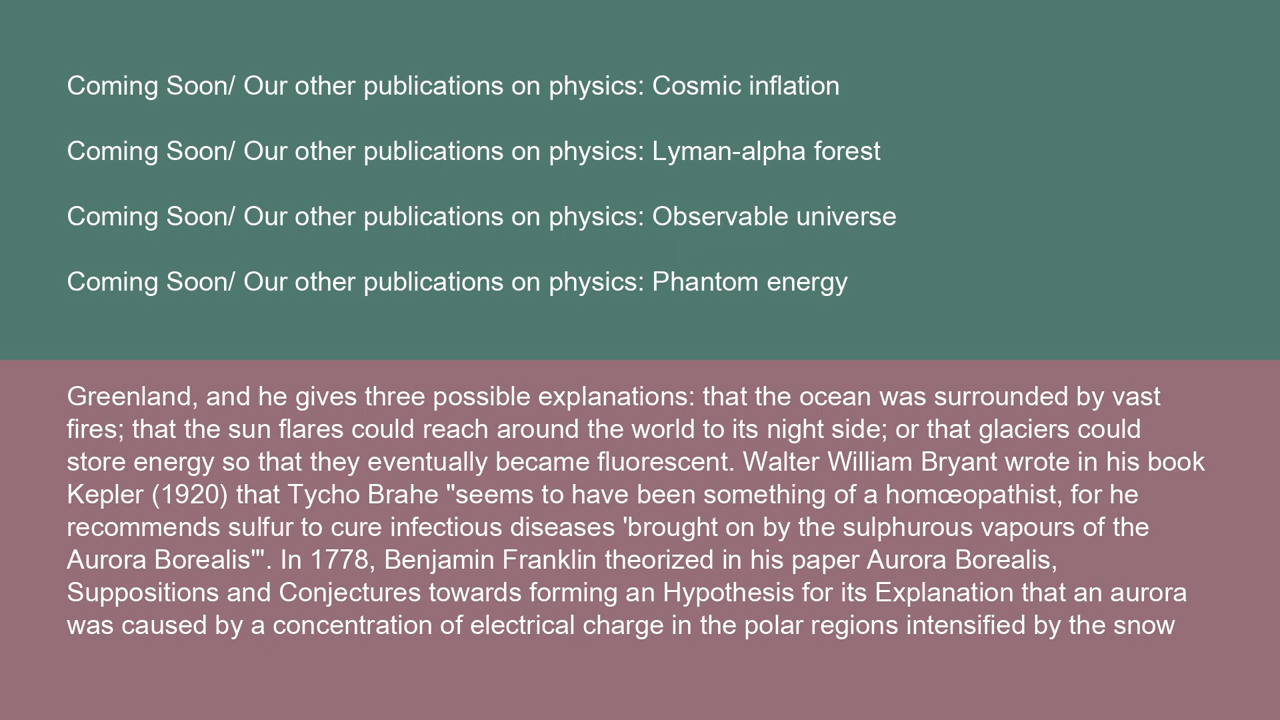 Coming Soon/ Our other publications on physics: Cosmic inflation
Coming Soon/ Our other publications on physics: Lyman-alpha forest
Coming Soon/ Our other publications on physics: Observable universe
Coming Soon/ Our other publications on physics: Phantom energy
Greenland, and he gives three possible explanations: that the ocean was surrounded by vast
fires; that the sun flares could reach around the world to its night side; or that glaciers could
store energy so that they eventually became fluorescent. Walter William Bryant wrote in his book
Kepler (1920) that Tycho Brahe "seems to have been something of a homœopathist, for he
recommends sulfur to cure infectious diseases 'brought on by the sulphurous vapours of the
Aurora Borealis'". In 1778, Benjamin Franklin theorized in his paper Aurora Borealis,
Suppositions and Conjectures towards forming an Hypothesis for its Explanation that an aurora
was caused by a concentration of electrical charge in the polar regions intensified by the snow